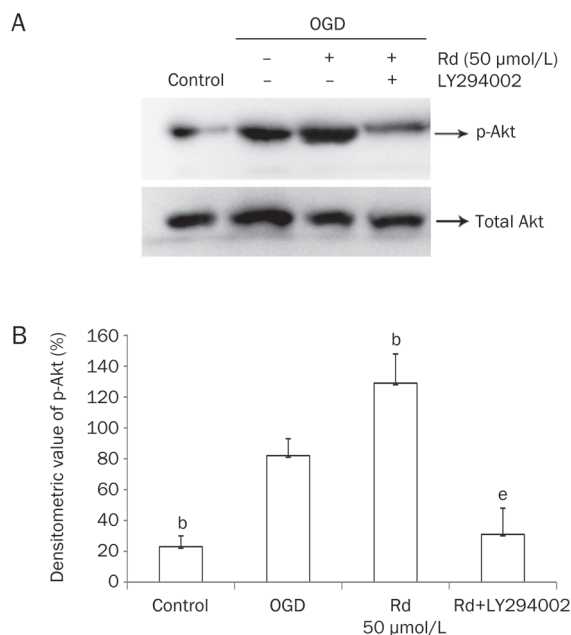 A
OGD
– + + Rd (50 µmol/L)
Control – – + LY294002
p-Akt
Total Akt
B
Densitometric value of p-Akt (%)
160
140
120
100
80
60
40
20
0
b
b
e
Control OGD Rd Rd+LY294002
50 µmol/L